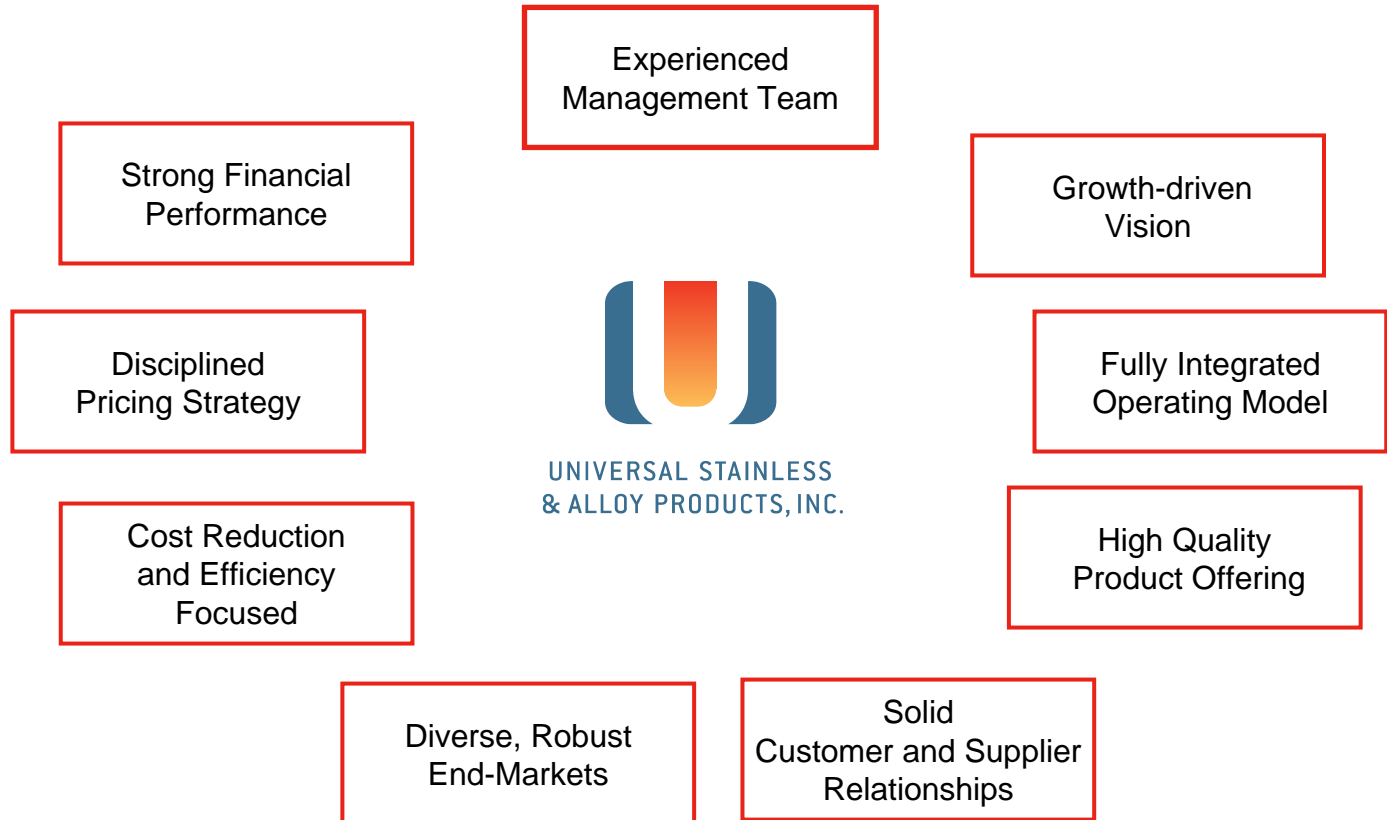 Experienced
Management Team
Strong Financial
Performance
Growth-driven
Vision
Disciplined
Pricing Strategy
Fully Integrated
Operating Model
UNIVERSAL STAINLESS
& ALLOY PRODUCTS, INC.
Cost Reduction
and Efficiency
Focused
High Quality
Product Offering
Diverse, Robust
End-Markets
Solid
Customer and Supplier
Relationships